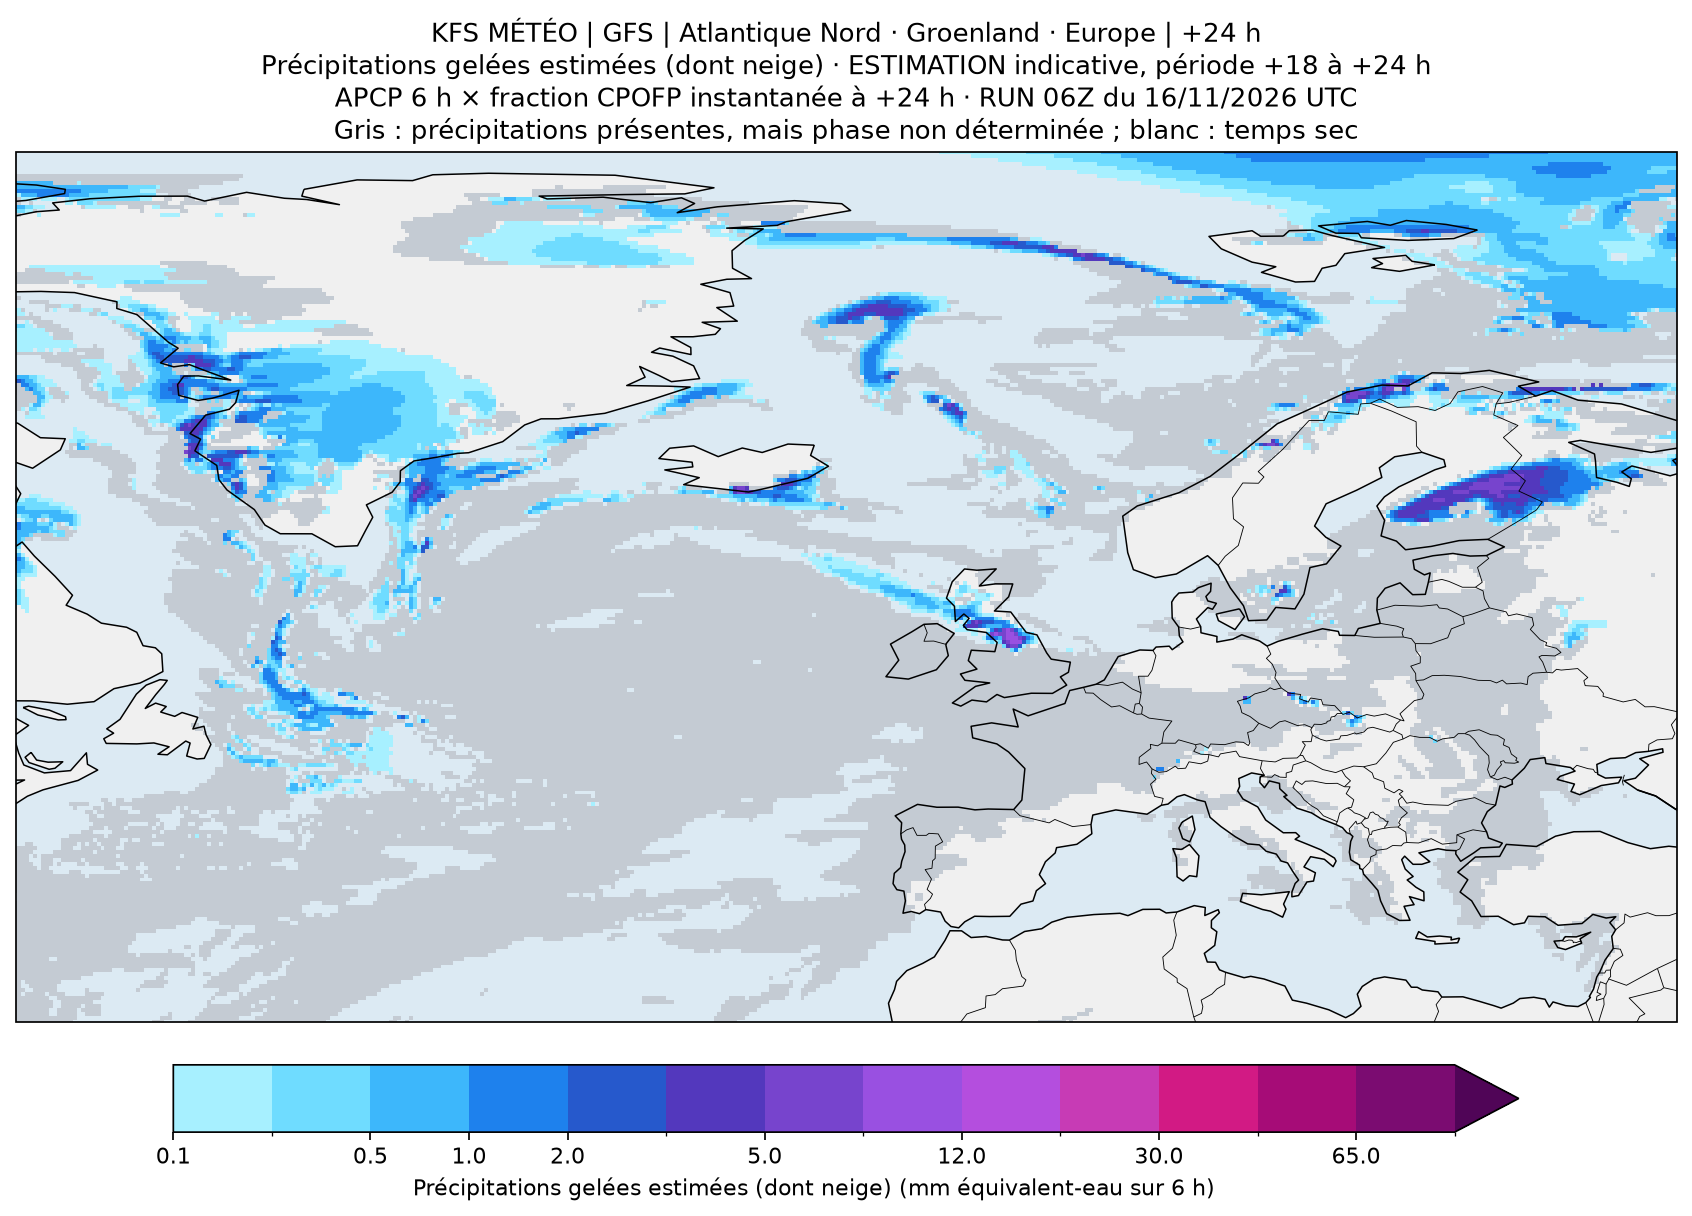 KFS MÉTÉO | GFS | Atlantique Nord · Groenland · Europe | +24 h
Précipitations gelées estimées (dont neige) · ESTIMATION indicative, période +18 à +24 h
APCP 6 h × fraction CPOFP instantanée à +24 h · RUN 06Z du 16/11/2026 UTC
Gris : précipitations présentes, mais phase non déterminée ; blanc : temps sec
0.1 0.5 1.0 2.0 5.0 12.0 30.0 65.0
Précipitations gelées estimées (dont neige) (mm équivalent-eau sur 6 h)